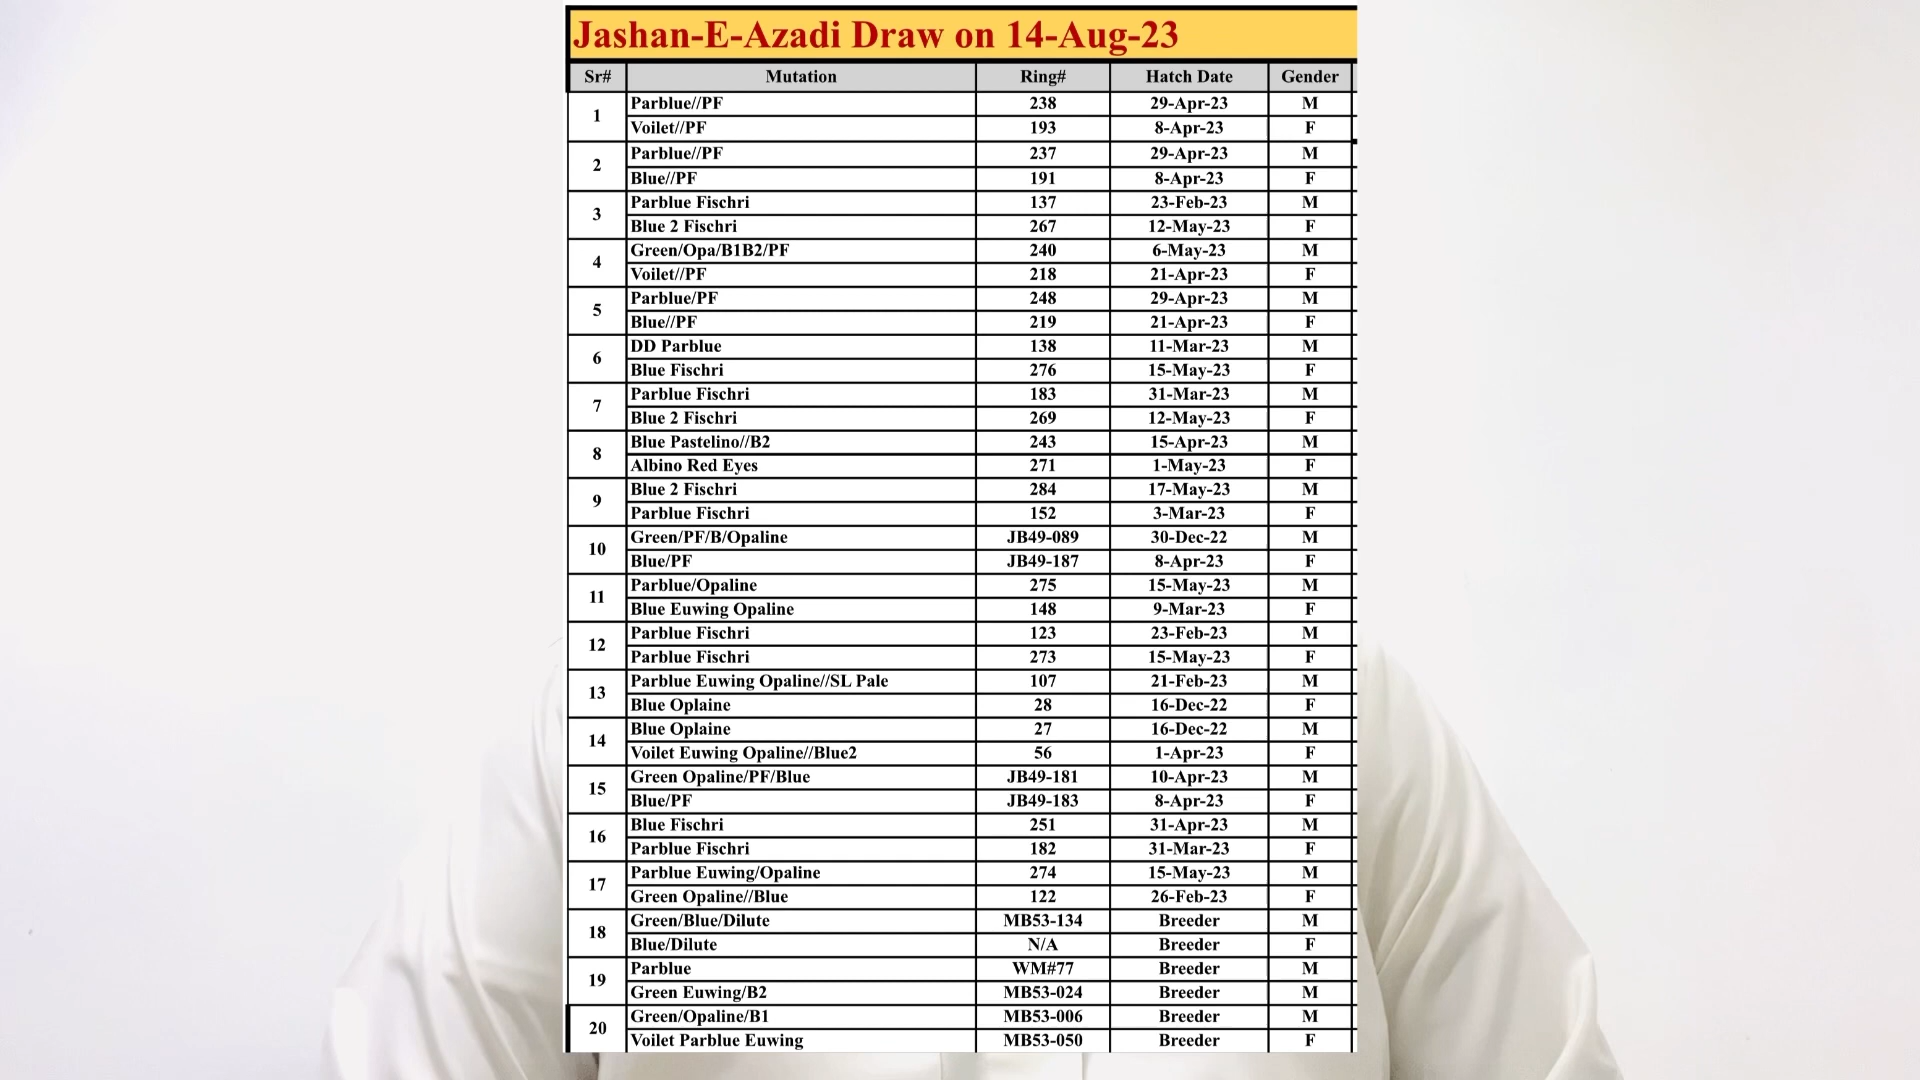 Jashan-E-Azadi Draw on 14-Aug-23
Sr# Mutation Ring# Hatch Date Gender
1 Parblue//PF 238 29-Apr-23 M
Voilet//PF 193 8-Apr-23 F
2 Parblue//PF 237 29-Apr-23 M
Blue//PF 191 8-Apr-23 F
3 Parblue Fischri 137 23-Feb-23 M
Blue 2 Fischri 267 12-May-23 F
4 Green/Opa/B1B2/PF 240 6-May-23 M
Voilet//PF 218 21-Apr-23 F
5 Parblue/PF 248 29-Apr-23 M
Blue//PF 219 21-Apr-23 F
6 DD Parblue 138 11-Mar-23 M
Blue Fischri 276 15-May-23 F
7 Parblue Fischri 183 31-Mar-23 M
Blue 2 Fischri 269 12-May-23 F
8 Blue Pastelino//B2 243 15-Apr-23 M
Albino Red Eyes 271 1-May-23 F
9 Blue 2 Fischri 284 17-May-23 M
Parblue Fischri 152 3-Mar-23 F
10 Green/PF/B/Opaline JB49-089 30-Dec-22 M
Blue/PF JB49-187 8-Apr-23 F
11 Parblue/Opaline 275 15-May-23 M
Blue Euwing Opaline 148 9-Mar-23 F
12 Parblue Fischri 123 23-Feb-23 M
Parblue Fischri 273 15-May-23 F
13 Parblue Euwing Opaline//SL Pale 107 21-Feb-23 M
Blue Oplaine 28 16-Dec-22 F
14 Blue Oplaine 27 16-Dec-22 M
Voilet Euwing Opaline//Blue2 56 1-Apr-23 F
15 Green Opaline/PF/Blue JB49-181 10-Apr-23 M
Blue/PF JB49-183 8-Apr-23 F
16 Blue Fischri 251 31-Apr-23 M
Parblue Fischri 182 31-Mar-23 F
17 Parblue Euwing/Opaline 274 15-May-23 M
Green Opaline//Blue 122 26-Feb-23 F
18 Green/Blue/Dilute MB53-134 Breeder M
Blue/Dilute N/A Breeder F
19 Parblue WM#77 Breeder M
Green Euwing/B2 MB53-024 Breeder M
20 Green/Opaline/B1 MB53-006 Breeder M
Voilet Parblue Euwing MB53-050 Breeder F